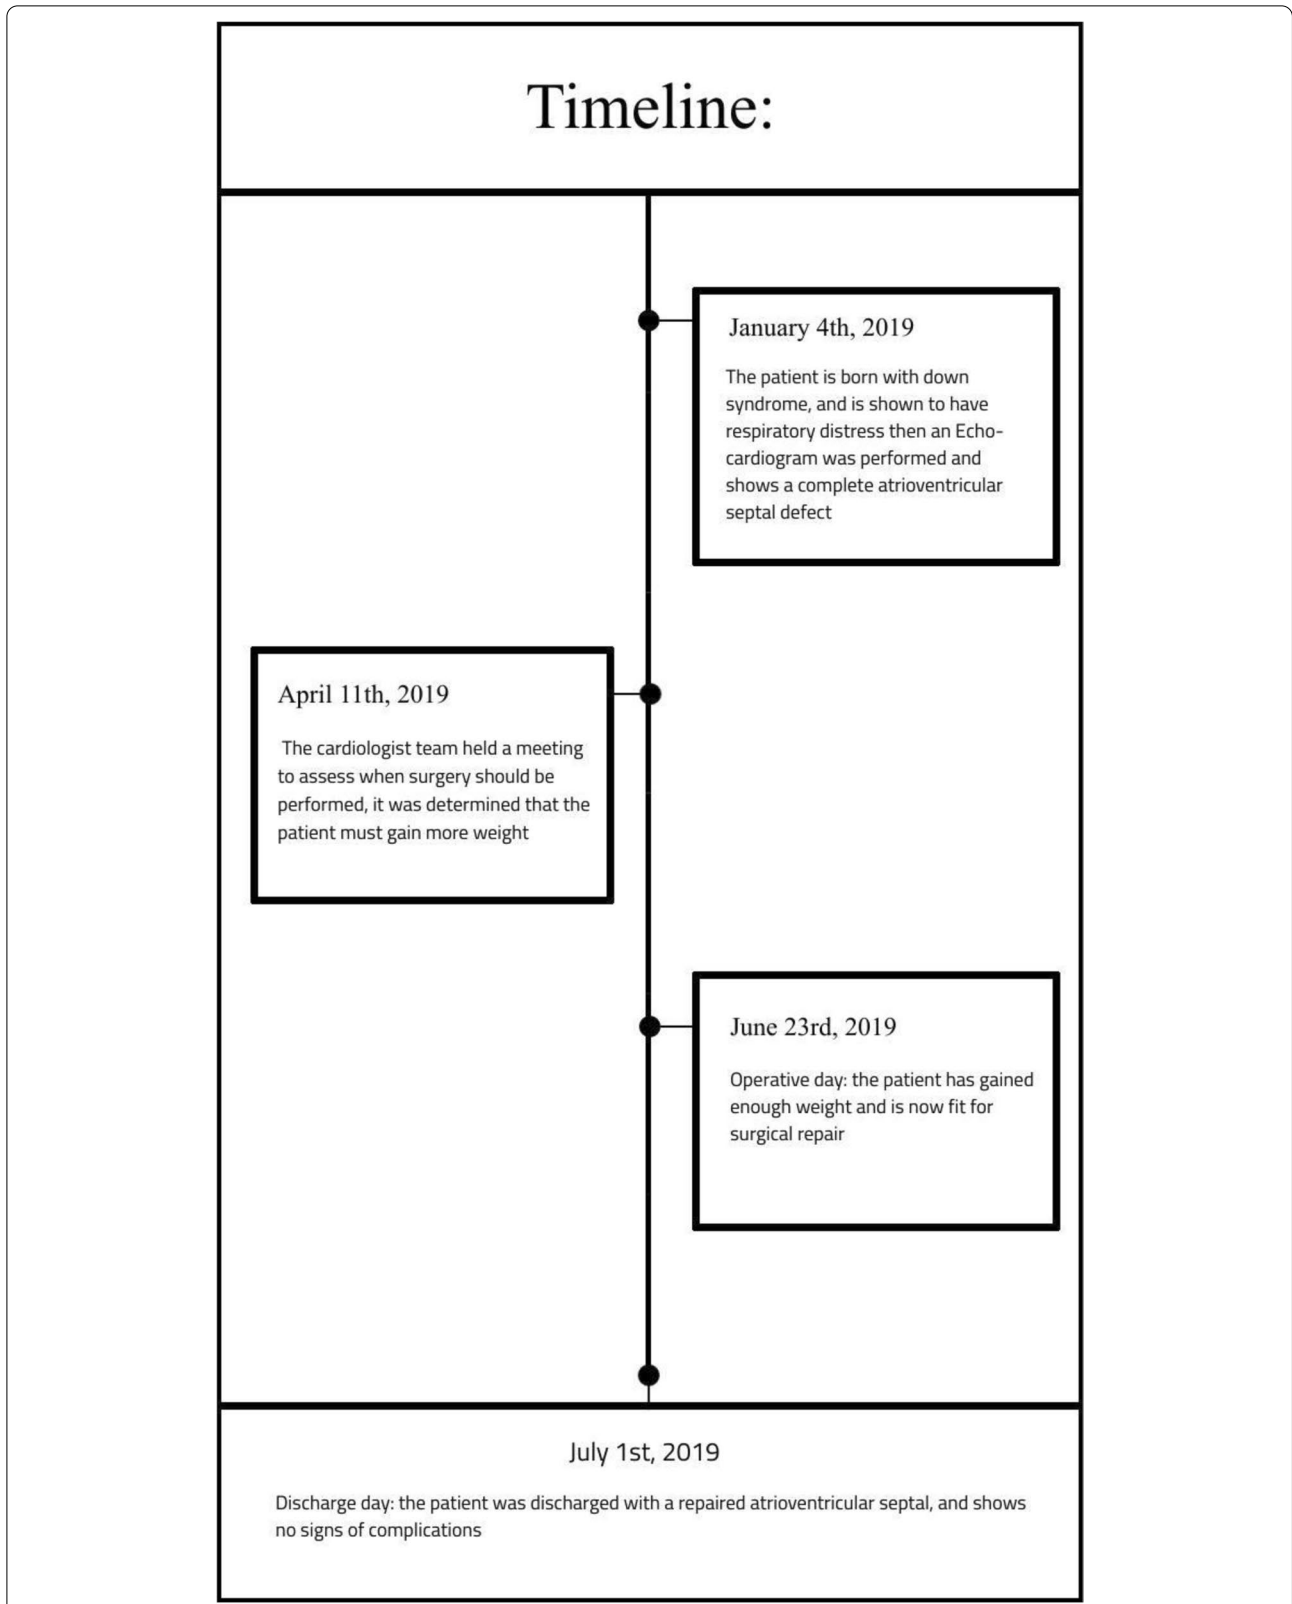 Timeline:
January 4th, 2019
The patient is born with down
syndrome, and is shown to have
respiratory distress then an Echo-
cardiogram was performed and
shows a complete atrioventricular
septal defect
April 11th, 2019
The cardiologist team held a meeting
to assess when surgery should be
performed, it was determined that the
patient must gain more weight
June 23rd, 2019
Operative day: the patient has gained
enough weight and is now fit for
surgical repair
July 1st, 2019
Discharge day: the patient was discharged with a repaired atrioventricular septal, and shows
no signs of complications